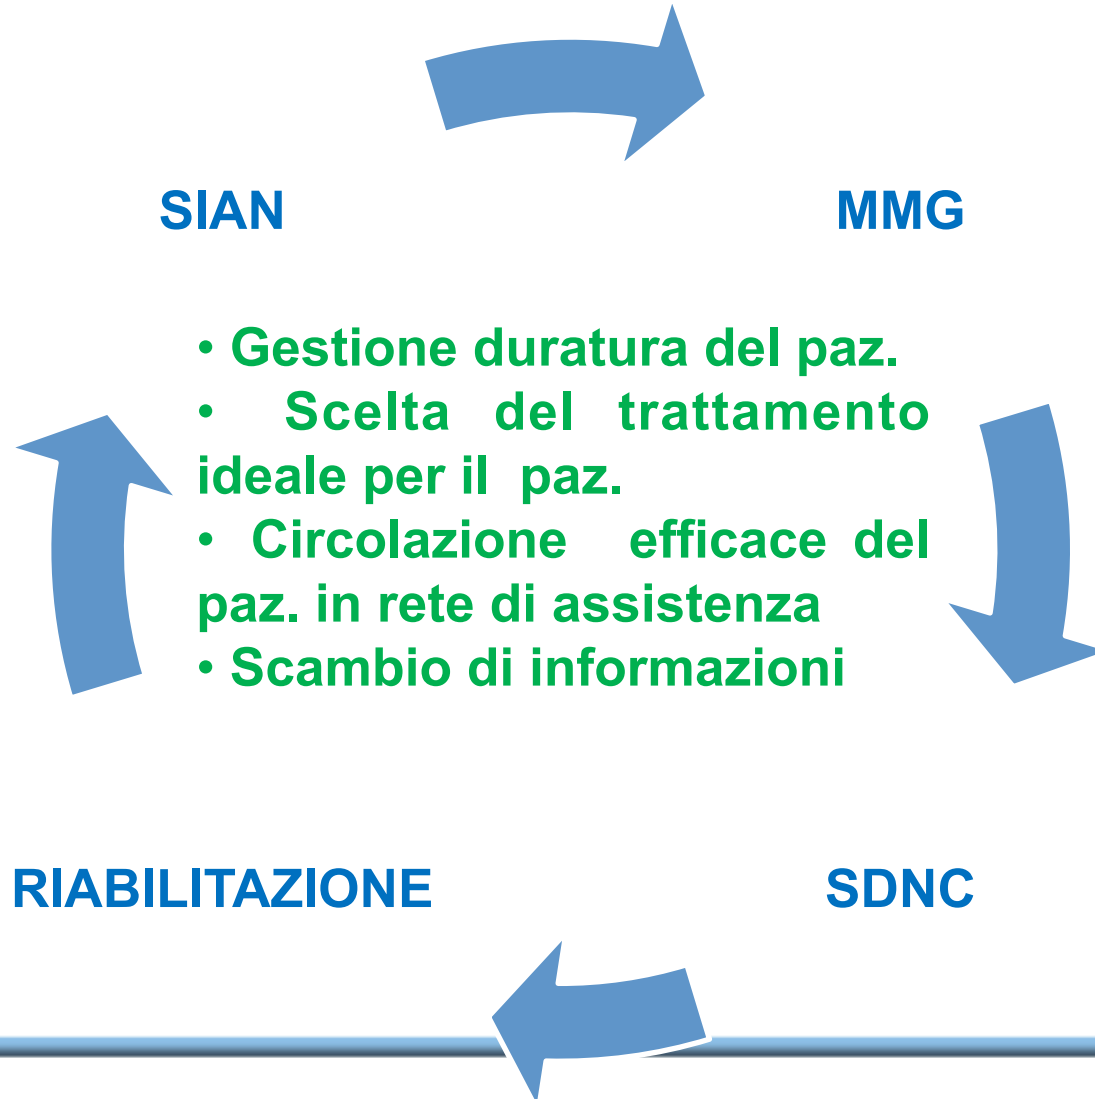 SIAN
MMG
• Gestione duratura del paz.
• Scelta del trattamento
ideale per il paz.
• Circolazione efficace del
paz. in rete di assistenza
• Scambio di informazioni
RIABILITAZIONE
SDNC